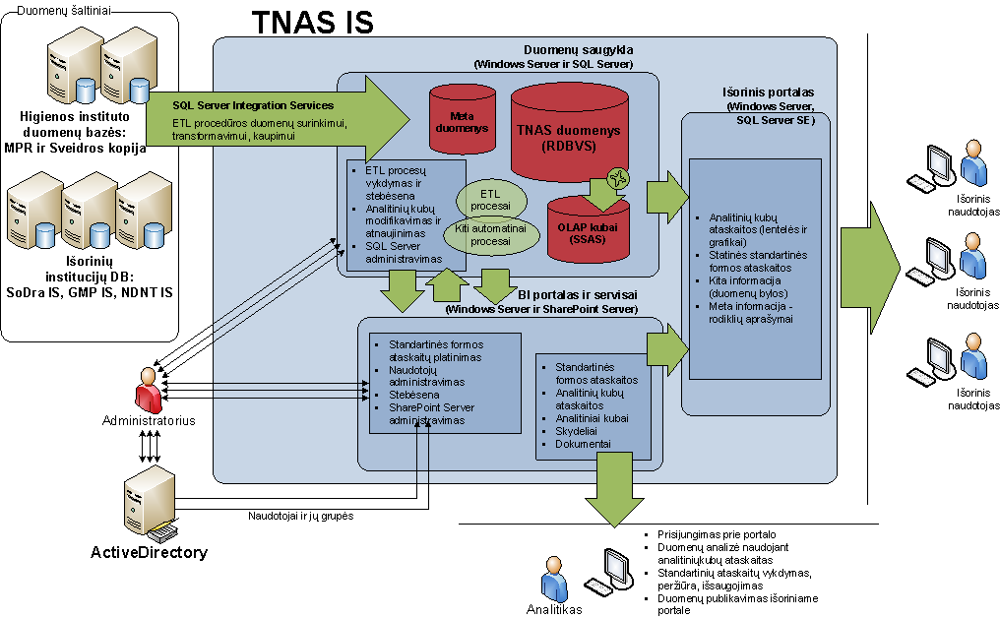 Duomenų šaltiniai
TNAS IS
Higienos instituto
duomenų bazės:
MPR ir Sveidros kopija
Išorinių
institucijų DB:
SoDra IS, GMP IS, NDNT IS
SQL Server Integration Services
ETL procedūros duomenų surinkimui,
transformavimui, kaupimui
Duomenų saugykla
(Windows Server ir SQL Server)
Meta
duomenys
TNAS duomenys
(RDBVS)
• ETL procesų
vykdymas ir
stebėsena
• Analitinių kubų
modifikavimas ir
atnaujinimas
• SQL Server
administravimas
ETL
procesai
Kiti automatinai
procesai
OLAP kubai
(SSAS)
BI portalas ir servisai
(Windows Server ir SharePoint Server)
• Standartinės formos
ataskaitų platinimas
• Naudotojų
administravimas
• Stebėsena
• SharePoint Server
administravimas
• Standartinės
formos ataskaitos
• Analitinių kubų
ataskaitos
• Analitiniai kubai
• Skydeliai
• Dokumentai
Išorinis portalas
(Windows Server,
SQL Server SE)
• Analitinių kubų
ataskaitos (lentelės ir
grafikai)
• Statinės standartinės
formos ataskaitos
• Kita informacija
(duomenų bylos)
• Meta informacija -
rodiklių aprašymai
Išorinis
naudotojas
Išorinis
naudotojas
Išorinis
naudotojas
Administratorius
ActiveDirectory
Naudotojai ir jų grupės
Analitikas
• Prisijungimas prie portalo
• Duomenų analizė naudojant
analitiniųkubų ataskaitas
• Standartinių ataskaitų vykdymas,
peržiūra, išsaugojimas
• Duomenų publikavimas išoriniame
portale